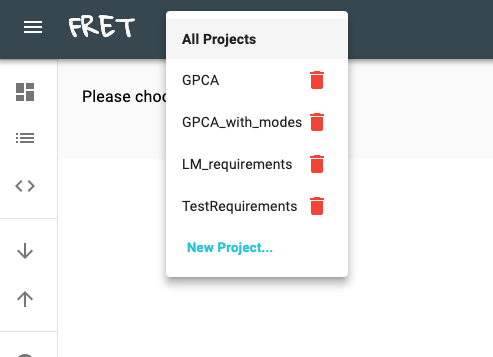 FRET
All Projects
Please choo
GPCA
GPCA_with_modes
LM_requirements
TestRequirements
New Project...